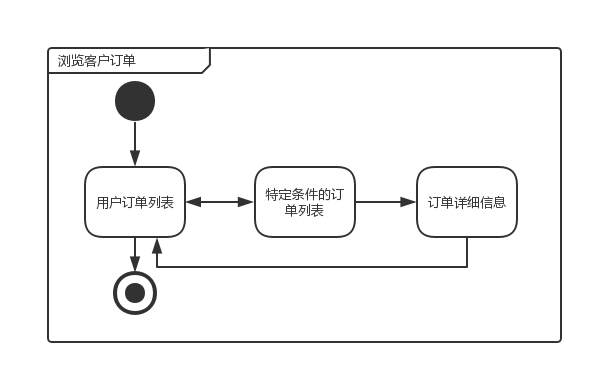 浏览客户订单
用户订单列表
特定条件的订
单列表
订单详细信息